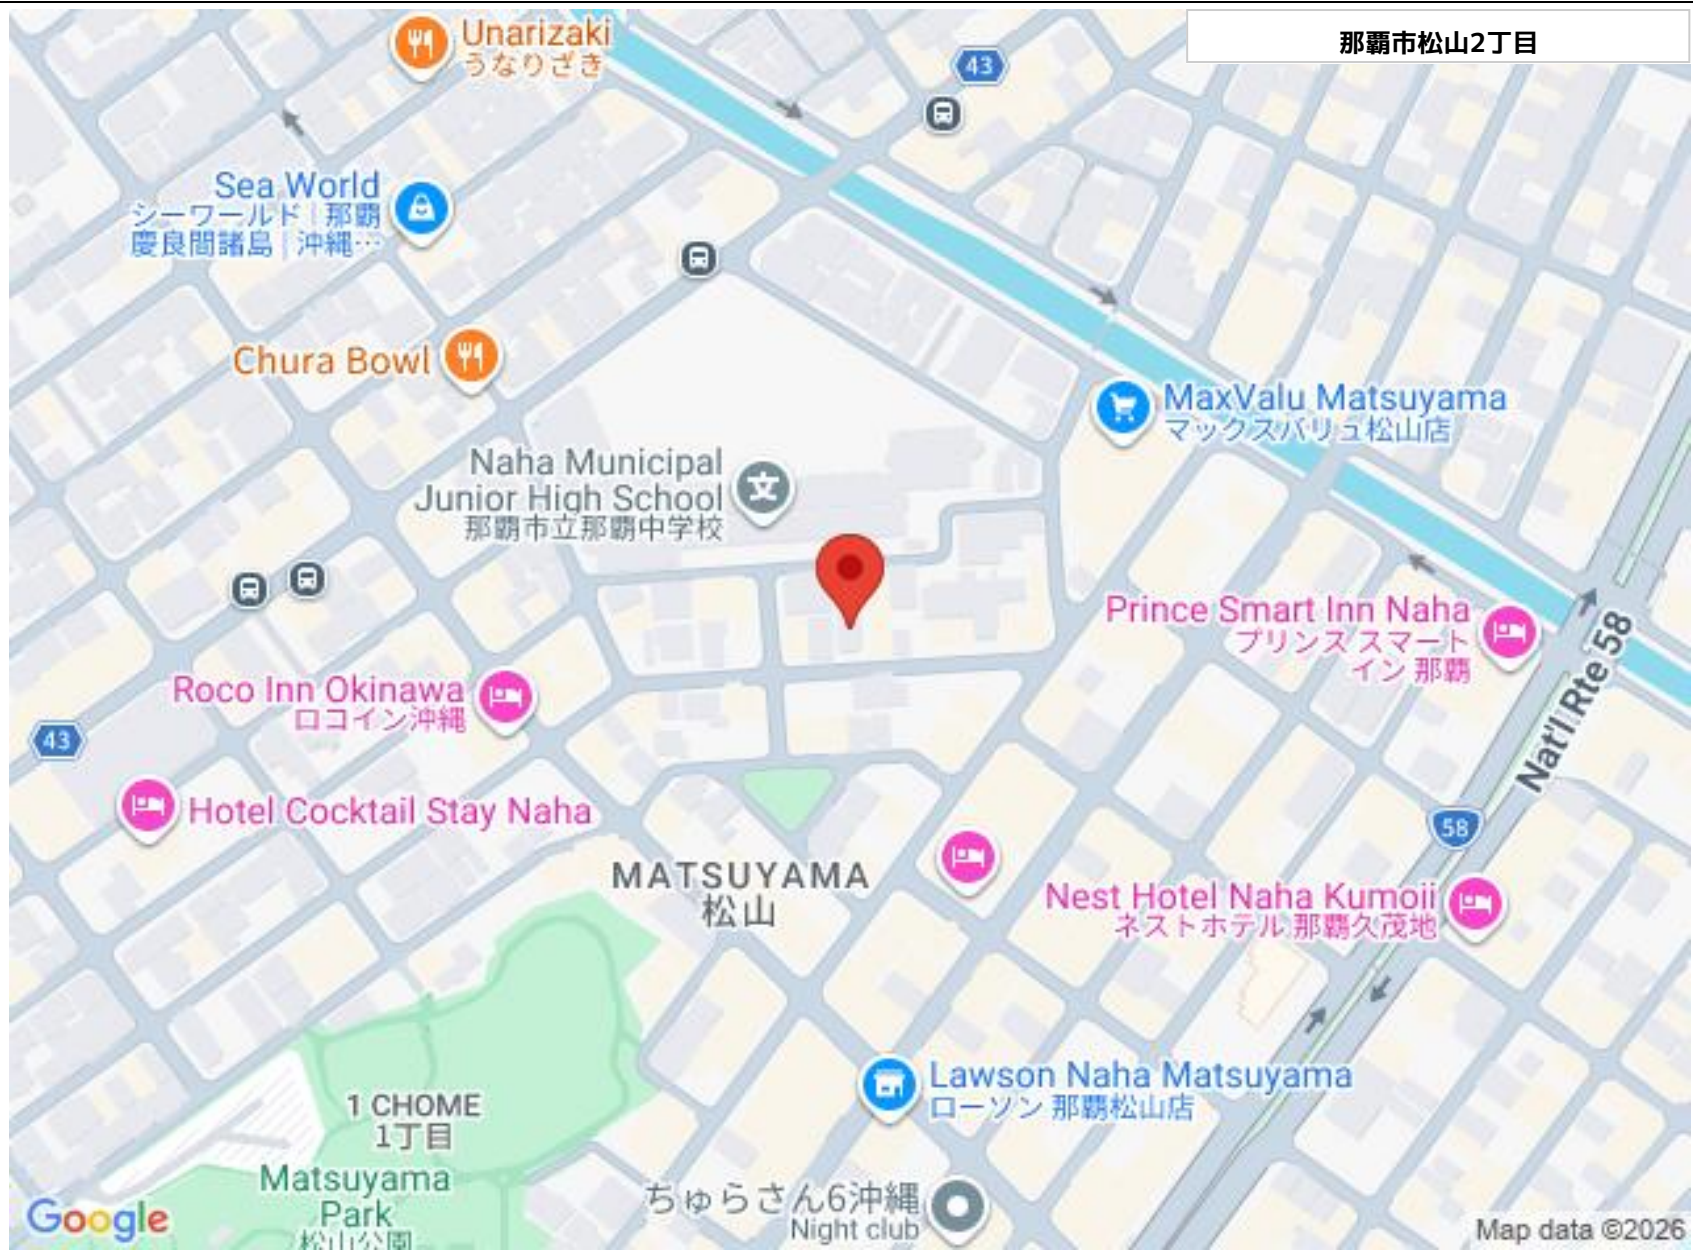 那覇市松山2丁目
Unarizaki
うなりざき
43
Sea World
シーワールド | 那覇
慶良間諸島 | 沖縄…
Chura Bowl
MaxValu Matsuyama
マックスバリュ松山店
Naha Municipal
Junior High School
那覇市立那覇中学校
Prince Smart Inn Naha
プリンス スマート
イン 那覇
Nat'l Rte 58
Roco Inn Okinawa
ロコイン沖縄
43
Hotel Cocktail Stay Naha
58
MATSUYAMA
松山
Nest Hotel Naha Kumoji
ネストホテル 那覇久茂地
Lawson Naha Matsuyama
ローソン 那覇松山店
1 CHOME
1丁目
Matsuyama
Park
松山公園
ちゅらさん6沖縄
Night club
Google
Map data ©2026